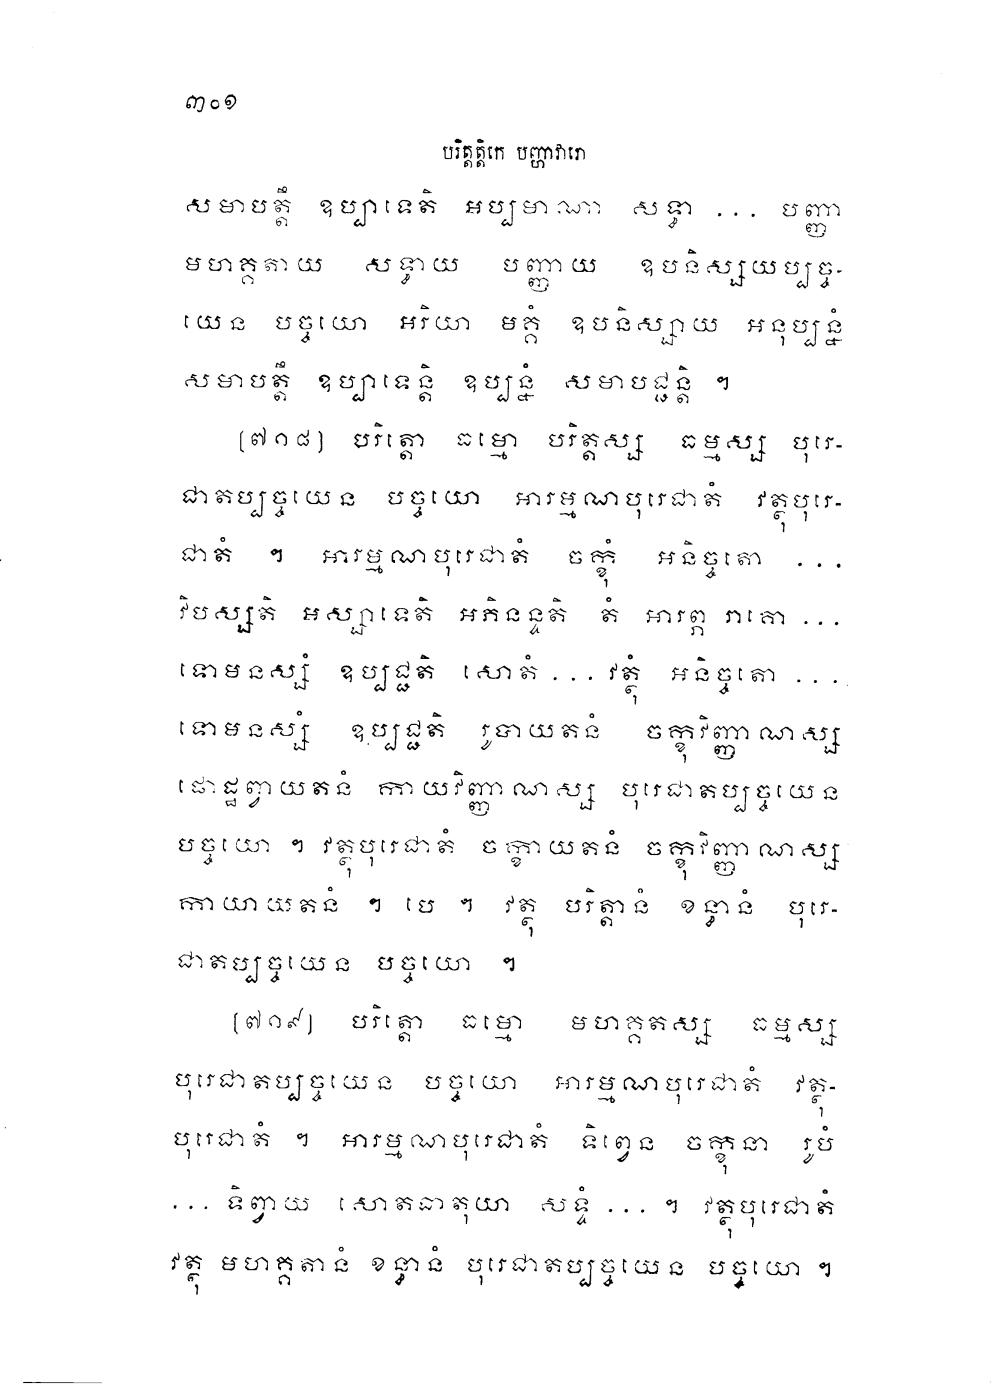 ៣០១
បរិត្តត្តិកេ បញ្ហាវារោ
សមាបត្តឹ ឧប្បាទេតិ អប្បមាណា សទ្ធា ... បញ្ញា
មហគ្គតាយ សទ្ធាយ បញ្ញាយ ឧបនិស្សយប្បច្ច-
យេន បច្ចយោ អរិយា មគ្គំ ឧបនិស្សាយ អនុប្បន្នំ
សមាបត្តឹ ឧប្បាទេន្តិ ឧប្បន្នំ សមាបជ្ជន្តិ ។
[៧១៨] បរិត្តោ ធម្មោ បរិត្តស្ស ធម្មស្ស បុរេ-
ជាតប្បច្ចយេន បច្ចយោ អារម្មណបុរេជាតំ វត្ថុបុរេ-
ជាតំ ។ អារម្មណបុរេជាតំ ចក្ខុំ អនិច្ចតោ ...
វិបស្សតិ អស្សាទេតិ អភិនន្ទតិ តំ អារព្ភ រាគោ ...
ទោមនស្សំ ឧប្បជ្ជតិ សោតំ ... វត្ថុំ អនិច្ចតោ ...
ទោមនស្សំ ឧប្បជ្ជតិ រូបាយតនំ ចក្ខុវិញ្ញាណស្ស
ផោដ្ឋព្វាយតនំ កាយវិញ្ញាណស្ស បុរេជាតប្បច្ចយេន
បច្ចយោ ។ វត្ថុបុរេជាតំ ចក្ខាយតនំ ចក្ខុវិញ្ញាណស្ស
កាយាយតនំ ។ បេ ។ វត្ថុ បរិត្តានំ ខន្ធានំ បុរេ-
ជាតប្បច្ចយេន បច្ចយោ ។
[៧១៩] បរិត្តោ ធម្មោ មហគ្គតស្ស ធម្មស្ស
បុរេជាតប្បច្ចយេន បច្ចយោ អារម្មណបុរេជាតំ វត្ថុ-
បុរេជាតំ ។ អារម្មណបុរេជាតំ ទិព្វេន ចក្ខុនា រូបំ
... ទិព្វាយ សោតធាតុយា សទ្ទំ ... ។ វត្ថុបុរេជាតំ
វត្ថុ មហគ្គតានំ ខន្ធានំ បុរេជាតប្បច្ចយេន បច្ចយោ ។